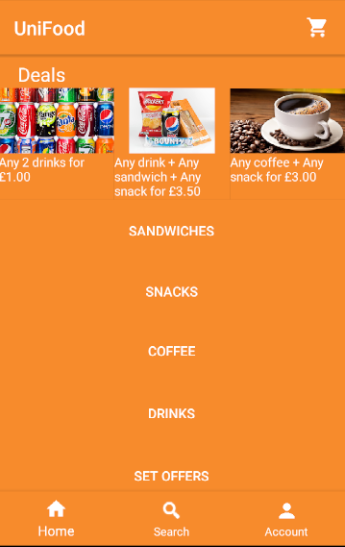 UniFood
Deals
Any 2 drinks for
£1.00
Any drink + Any
sandwich + Any
snack for £3.50
Any coffee + Any
snack for £3.00
SANDWICHES
SNACKS
COFFEE
DRINKS
SET OFFERS
Home
Search
Account